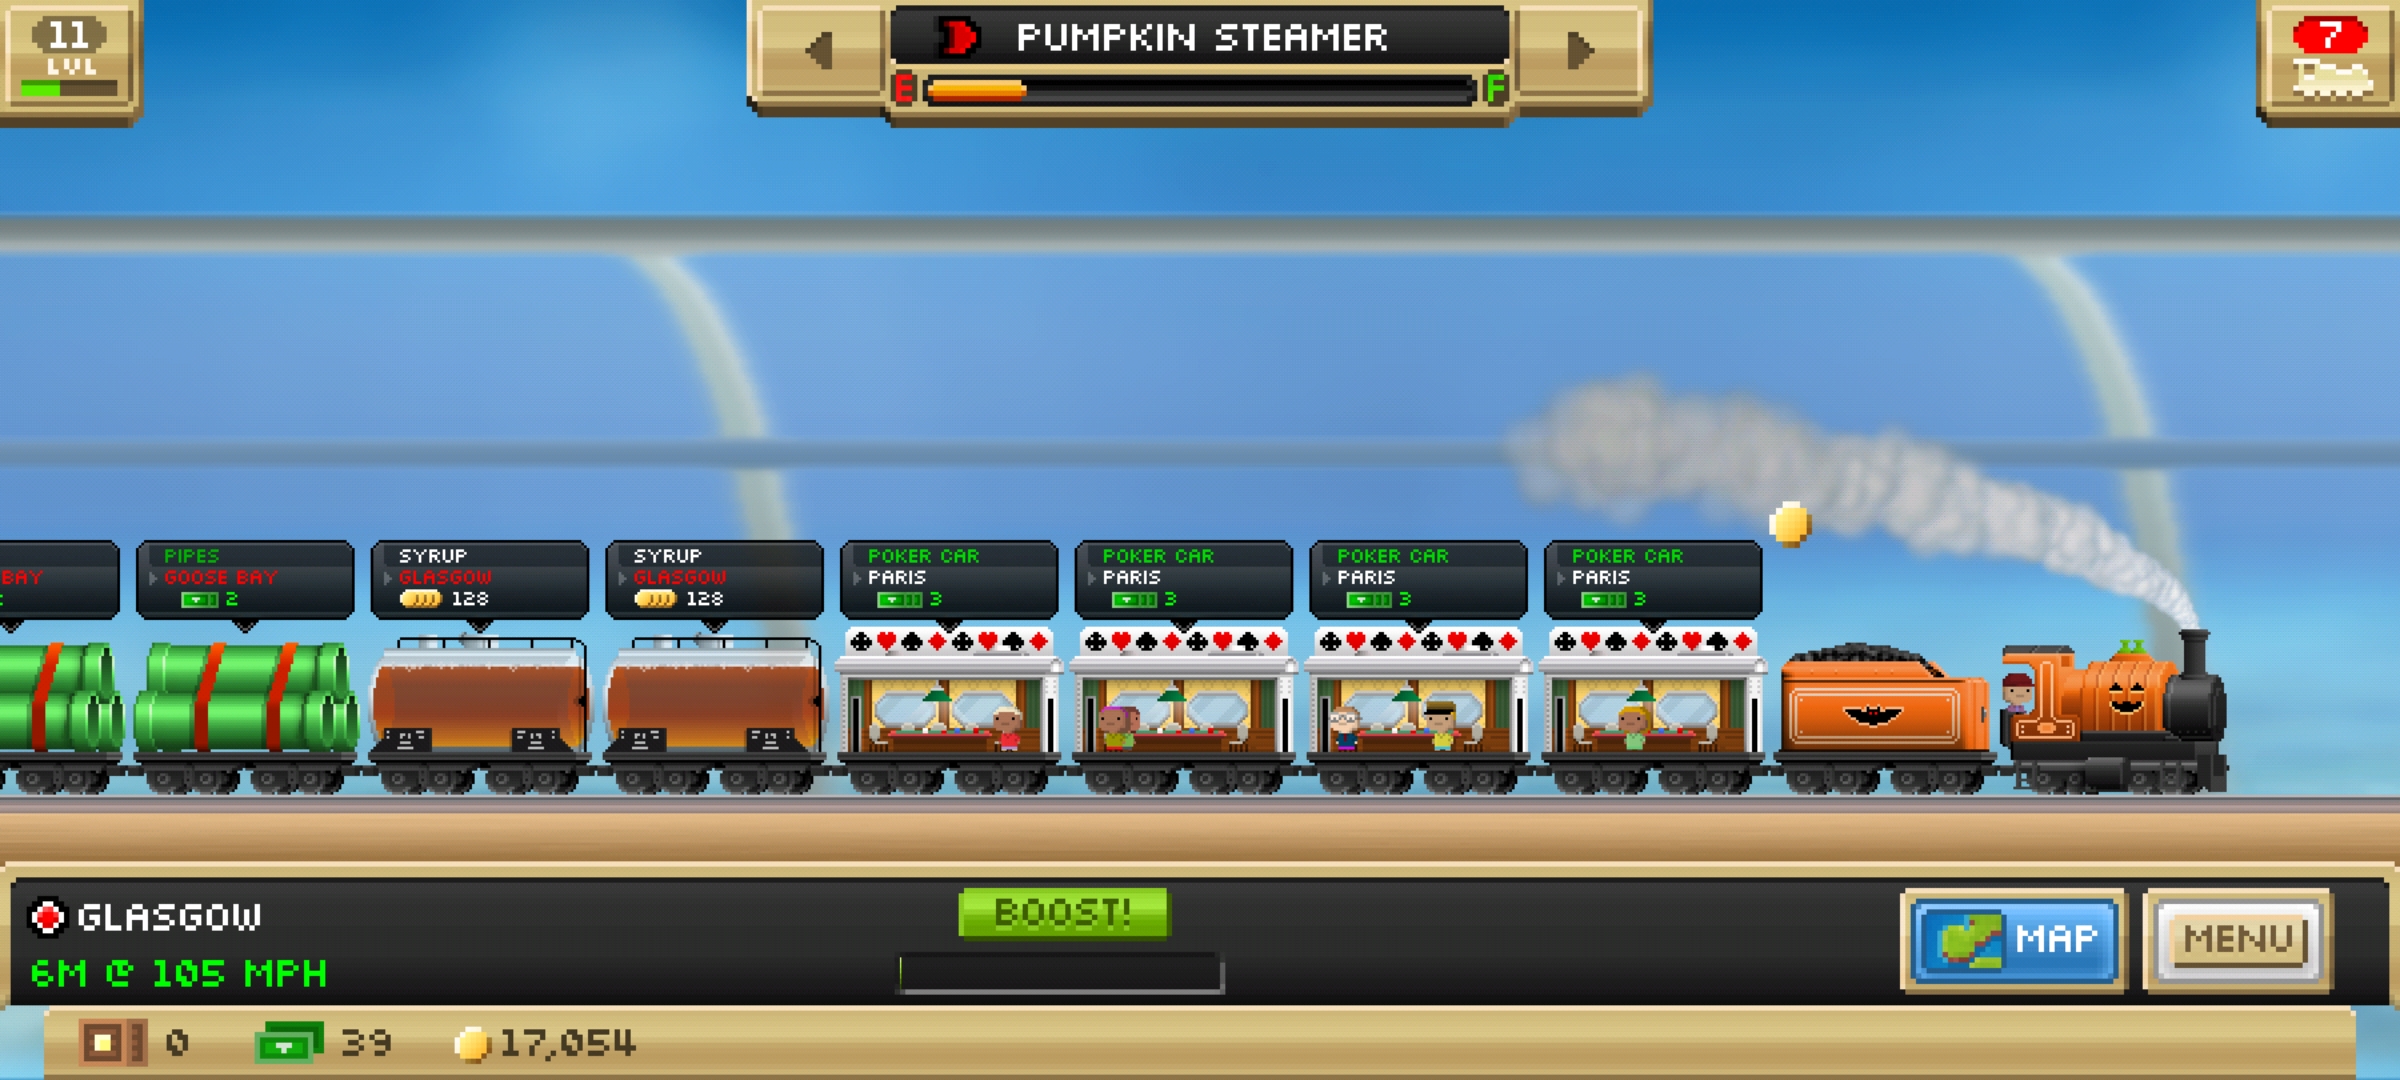 11
LVL
PUMPKIN STEAMER
E F
7
BAY
PIPES
GOOSE BAY
2
SYRUP
GLASGOW
128
SYRUP
GLASGOW
128
POKER CAR
PARIS
3
POKER CAR
PARIS
3
POKER CAR
PARIS
3
POKER CAR
PARIS
3
GLASGOW
6M @ 105 MPH
BOOST!
MAP
MENU
0 39 17,054